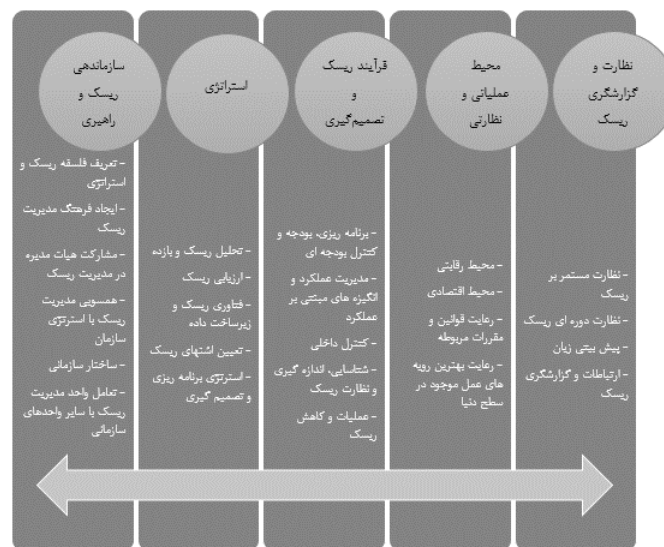 نظارت و
گزارشگری
ریسک
- نظارت مستمر بر
ریسک
- نظارت دوره ای ریسک
- پیش بینی زیان
- ارتباطات و گزارشگری
ریسک
محیط
عملیاتی و
نظارتی
- محیط رقابتی
- محیط اقتصادی
- رعایت قوانین و
مقررات مربوطه
- رعایت بهترین رویه
های عمل موجود در
سطح دنیا
فرآیند ریسک
و
تصمیم‌گیری
- برنامه ریزی، بودجه و
کنترل بودجه ای
- مدیریت عملکرد و
انگیزه های مبتنی بر
عملکرد
- کنترل داخلی
- شناسایی، اندازه گیری
و نظارت ریسک
- عملیات و کاهش
ریسک
استراتژی
- تحلیل ریسک و بازده
- ارزیابی ریسک
- فناوری ریسک و
زیرساخت داده
- تعیین اشتهای ریسک
- استرتژی برنامه ریزی
و تصمیم گیری
سازماندهی
ریسک و
راهبری
- تعریف فلسفه ریسک و
استراتژی
- ایجاد فرهنگ مدیریت
ریسک
- مشارکت هیات مدیره
در مدیریت ریسک
- همسویی مدیریت
ریسک با استرتژی
سازمان
- ساختار سازمانی
- تعامل واحد مدیریت
ریسک با سایر واحدهای
سازمانی